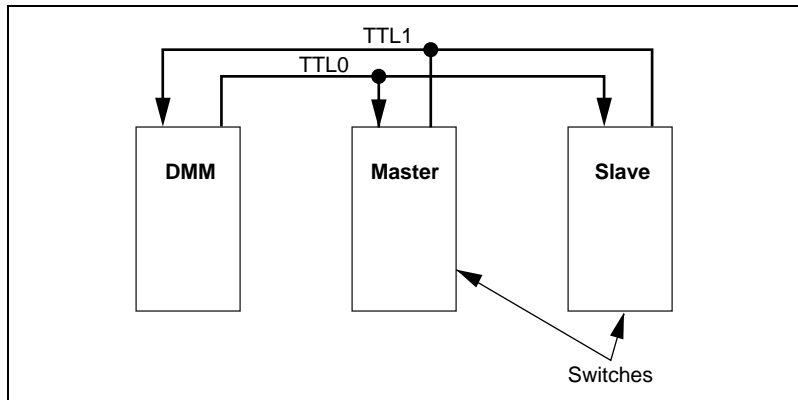 TTL1
TTL0
DMM
Master
Slave
Switches